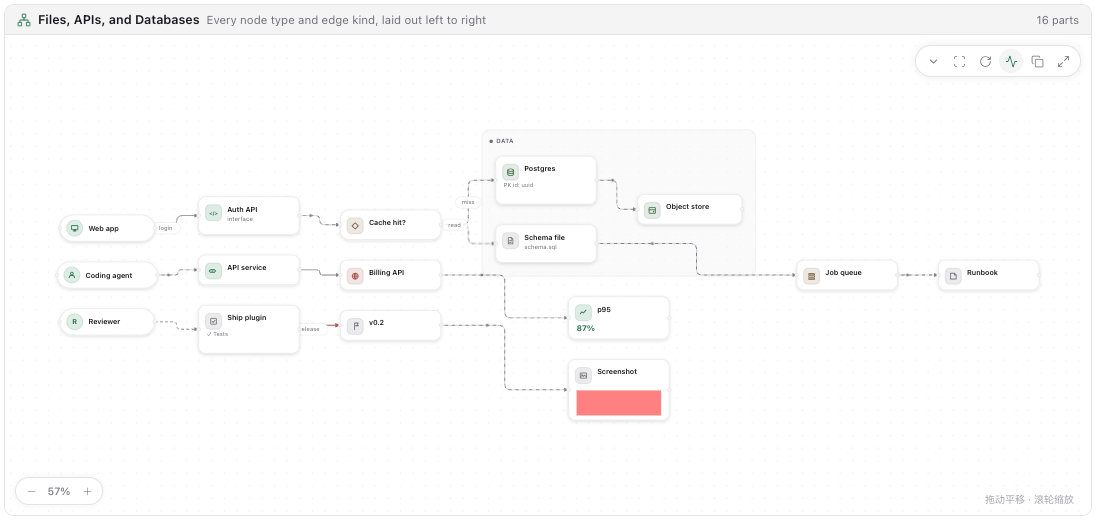 Files, APIs, and Databases Every node type and edge kind, laid out left to right 16 parts
DATA
Postgres
PK id: uuid
miss
Object store
Auth API
interface
Web app
login
Cache hit?
read
Schema file
schema.sql
Coding agent
API service
Billing API
Job queue
Runbook
R Reviewer
Ship plugin
✓ Tests
elease
v0.2
p95
87%
Screenshot
57%
拖动平移 · 滚轮缩放